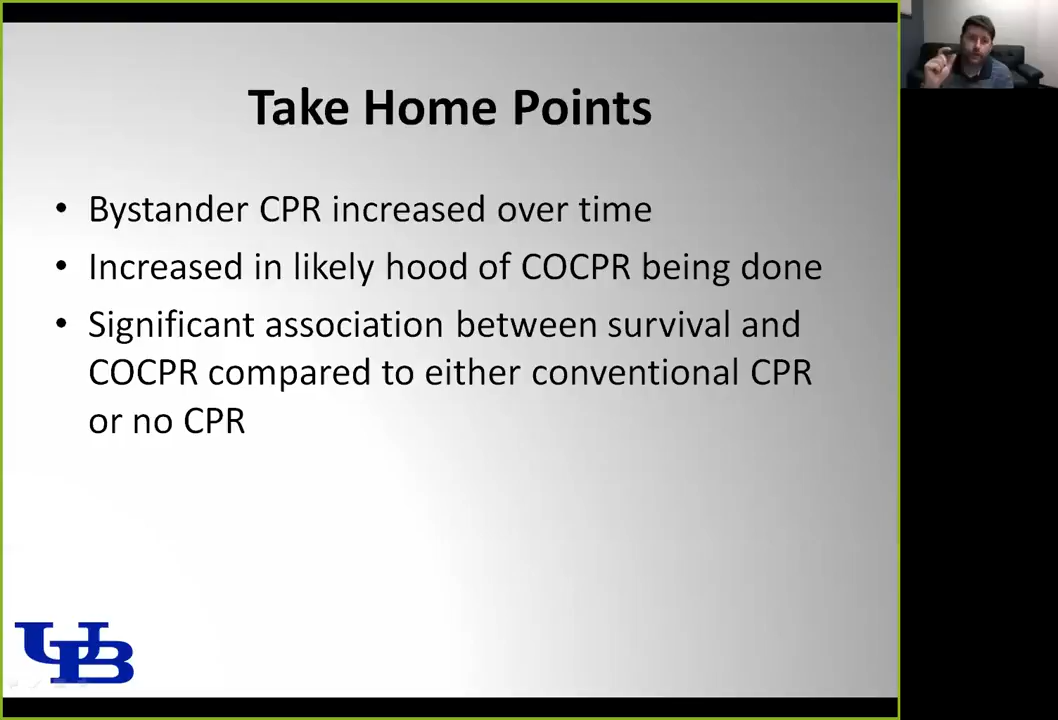 Take Home Points
• Bystander CPR increased over time
• Increased in likely hood of COCPR being done
• Significant association between survival and
COCPR compared to either conventional CPR
or no CPR
UB